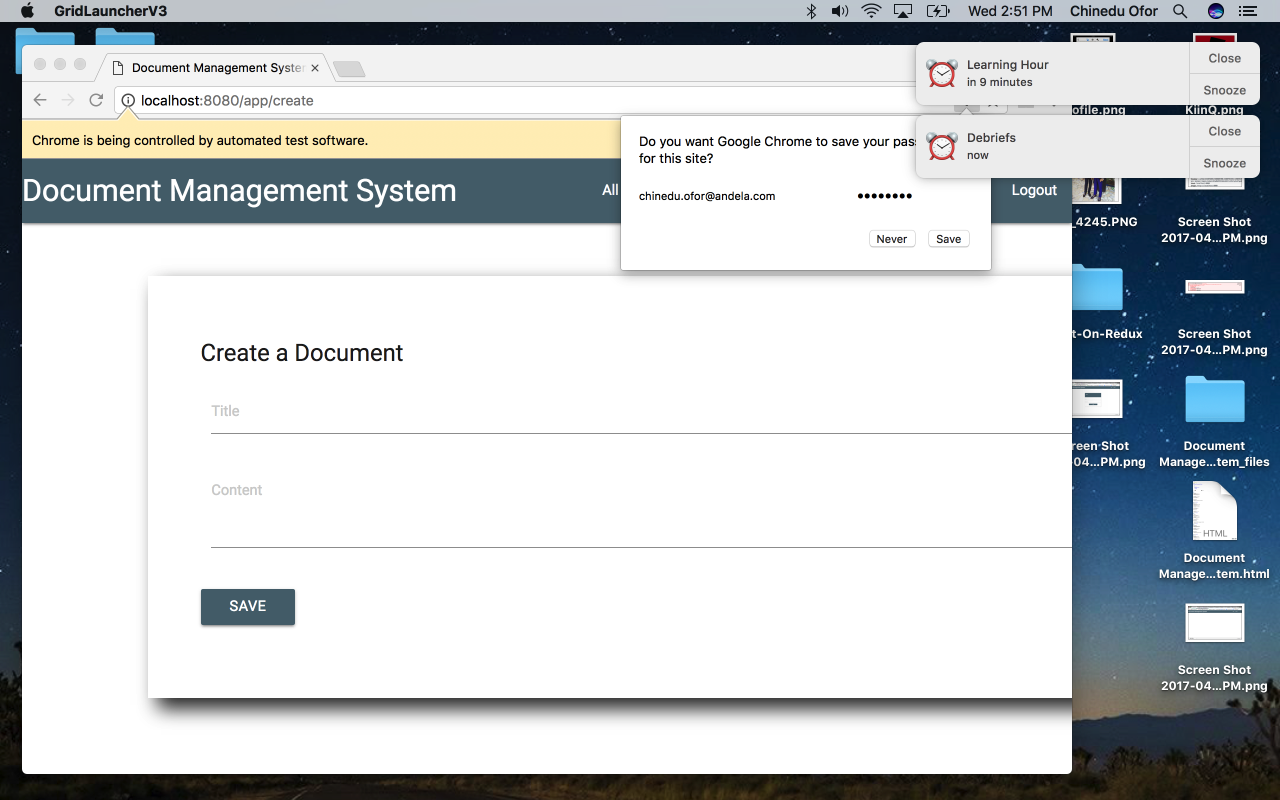 GridLauncherV3
Wed 2:51 PM
Chinedu Ofor
Document Management Syste
localhost:8080/app/create
Chrome is being controlled by automated test software.
Document Management System
All
Logout
Do you want Google Chrome to save your pas
for this site?
chinedu.ofor@andela.com
••••••••
Never
Save
Learning Hour
in 9 minutes
Close
Snooze
Debriefs
now
Close
Snooze
Create a Document
Title
Content
SAVE
ofile.png
KiinQ.png
_4245.PNG
Screen Shot
2017-04...PM.png
t-On-Redux
Screen Shot
2017-04...PM.png
reen Shot
04...PM.png
Document
Manage...tem_files
HTML
Document
Manage...tem.html
Screen Shot
2017-04...PM.png